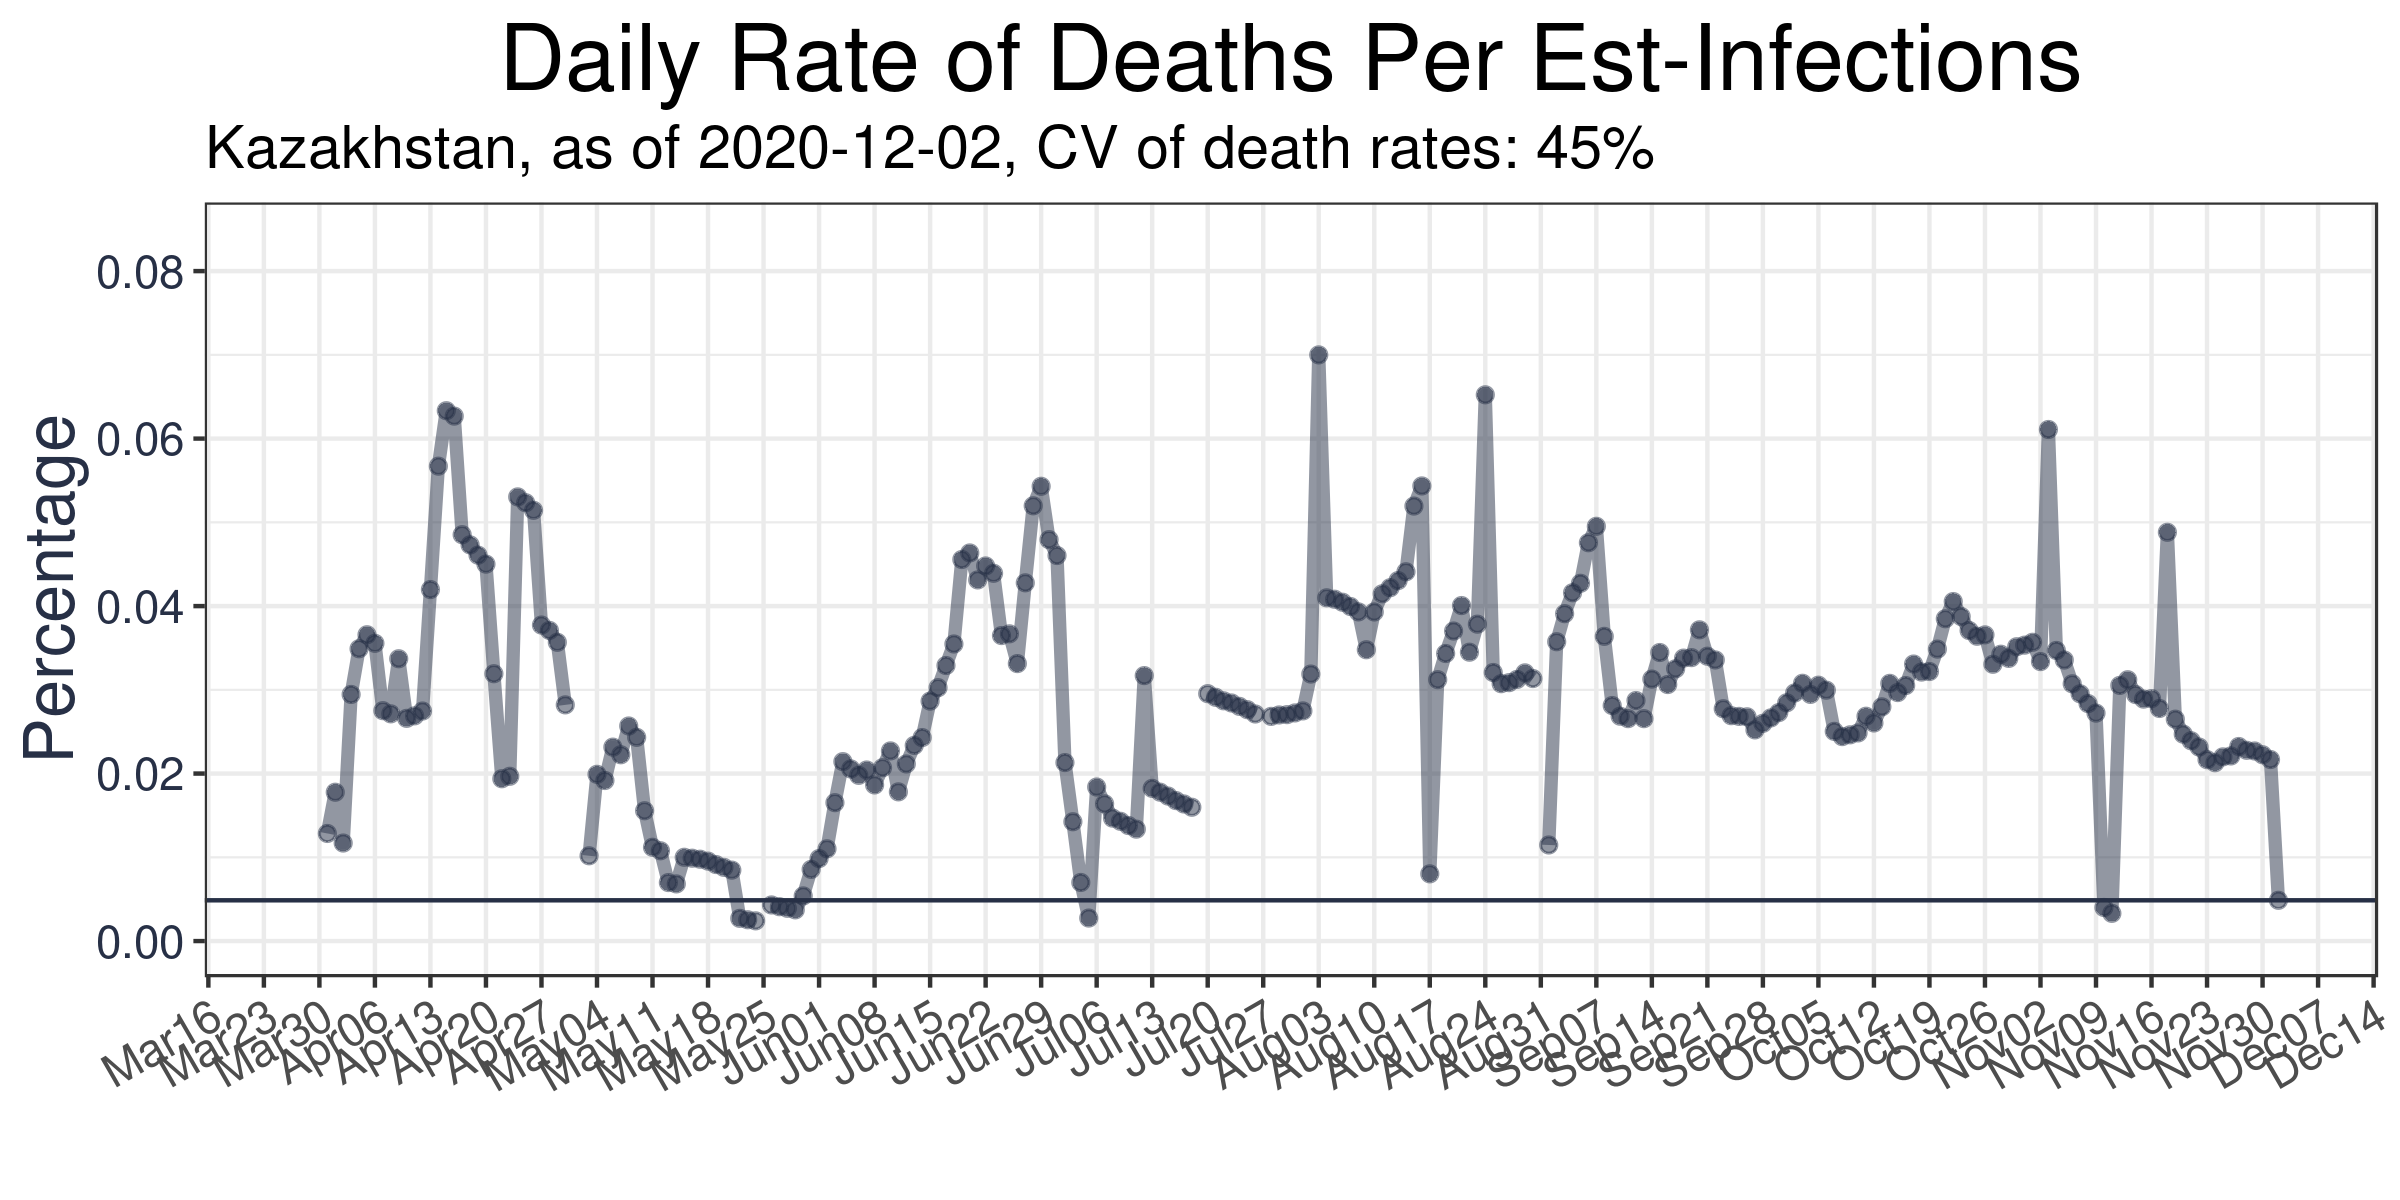 Daily Rate of Deaths Per Est-Infections
Kazakhstan, as of 2020-12-02, CV of death rates: 45%
Percentage
0.08
0.06
0.04
0.02
0.00
Mar16
Mar23
Mar30
Apr06
Apr13
Apr20
Apr27
May04
May11
May18
May25
Jun01
Jun08
Jun15
Jun22
Jun29
Jul06
Jul13
Jul20
Jul27
Aug03
Aug10
Aug17
Aug24
Aug31
Sep07
Sep14
Sep21
Sep28
Oct05
Oct12
Oct19
Oct26
Nov02
Nov09
Nov16
Nov23
Nov30
Dec07
Dec14